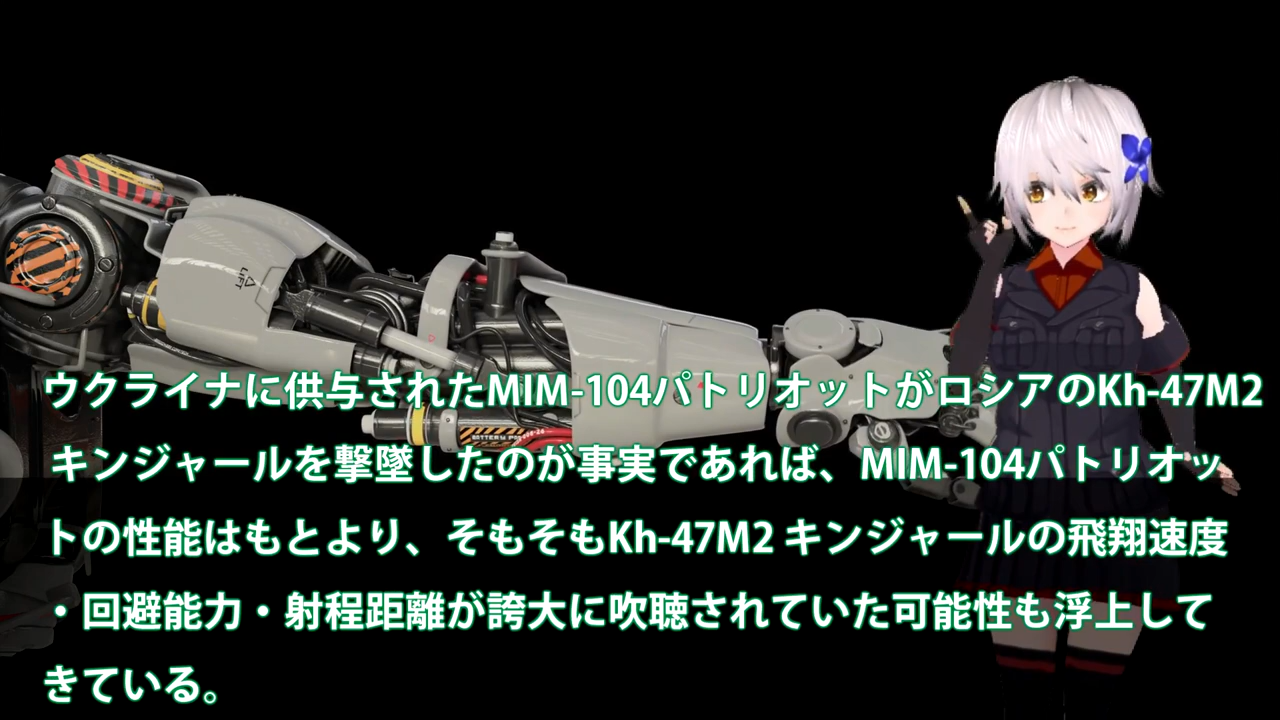 LIFT
ウクライナに供与されたMIM-104パトリオットがロシアのKh-47M2
キンジャールを撃墜したのが事実であれば、MIM-104パトリオッ
BATTERY
トの性能はもとより、そもそもKh-47M2 キンジャールの飛翔速度
・回避能力・射程距離が誇大に吹聴されていた可能性も浮上して
きている。